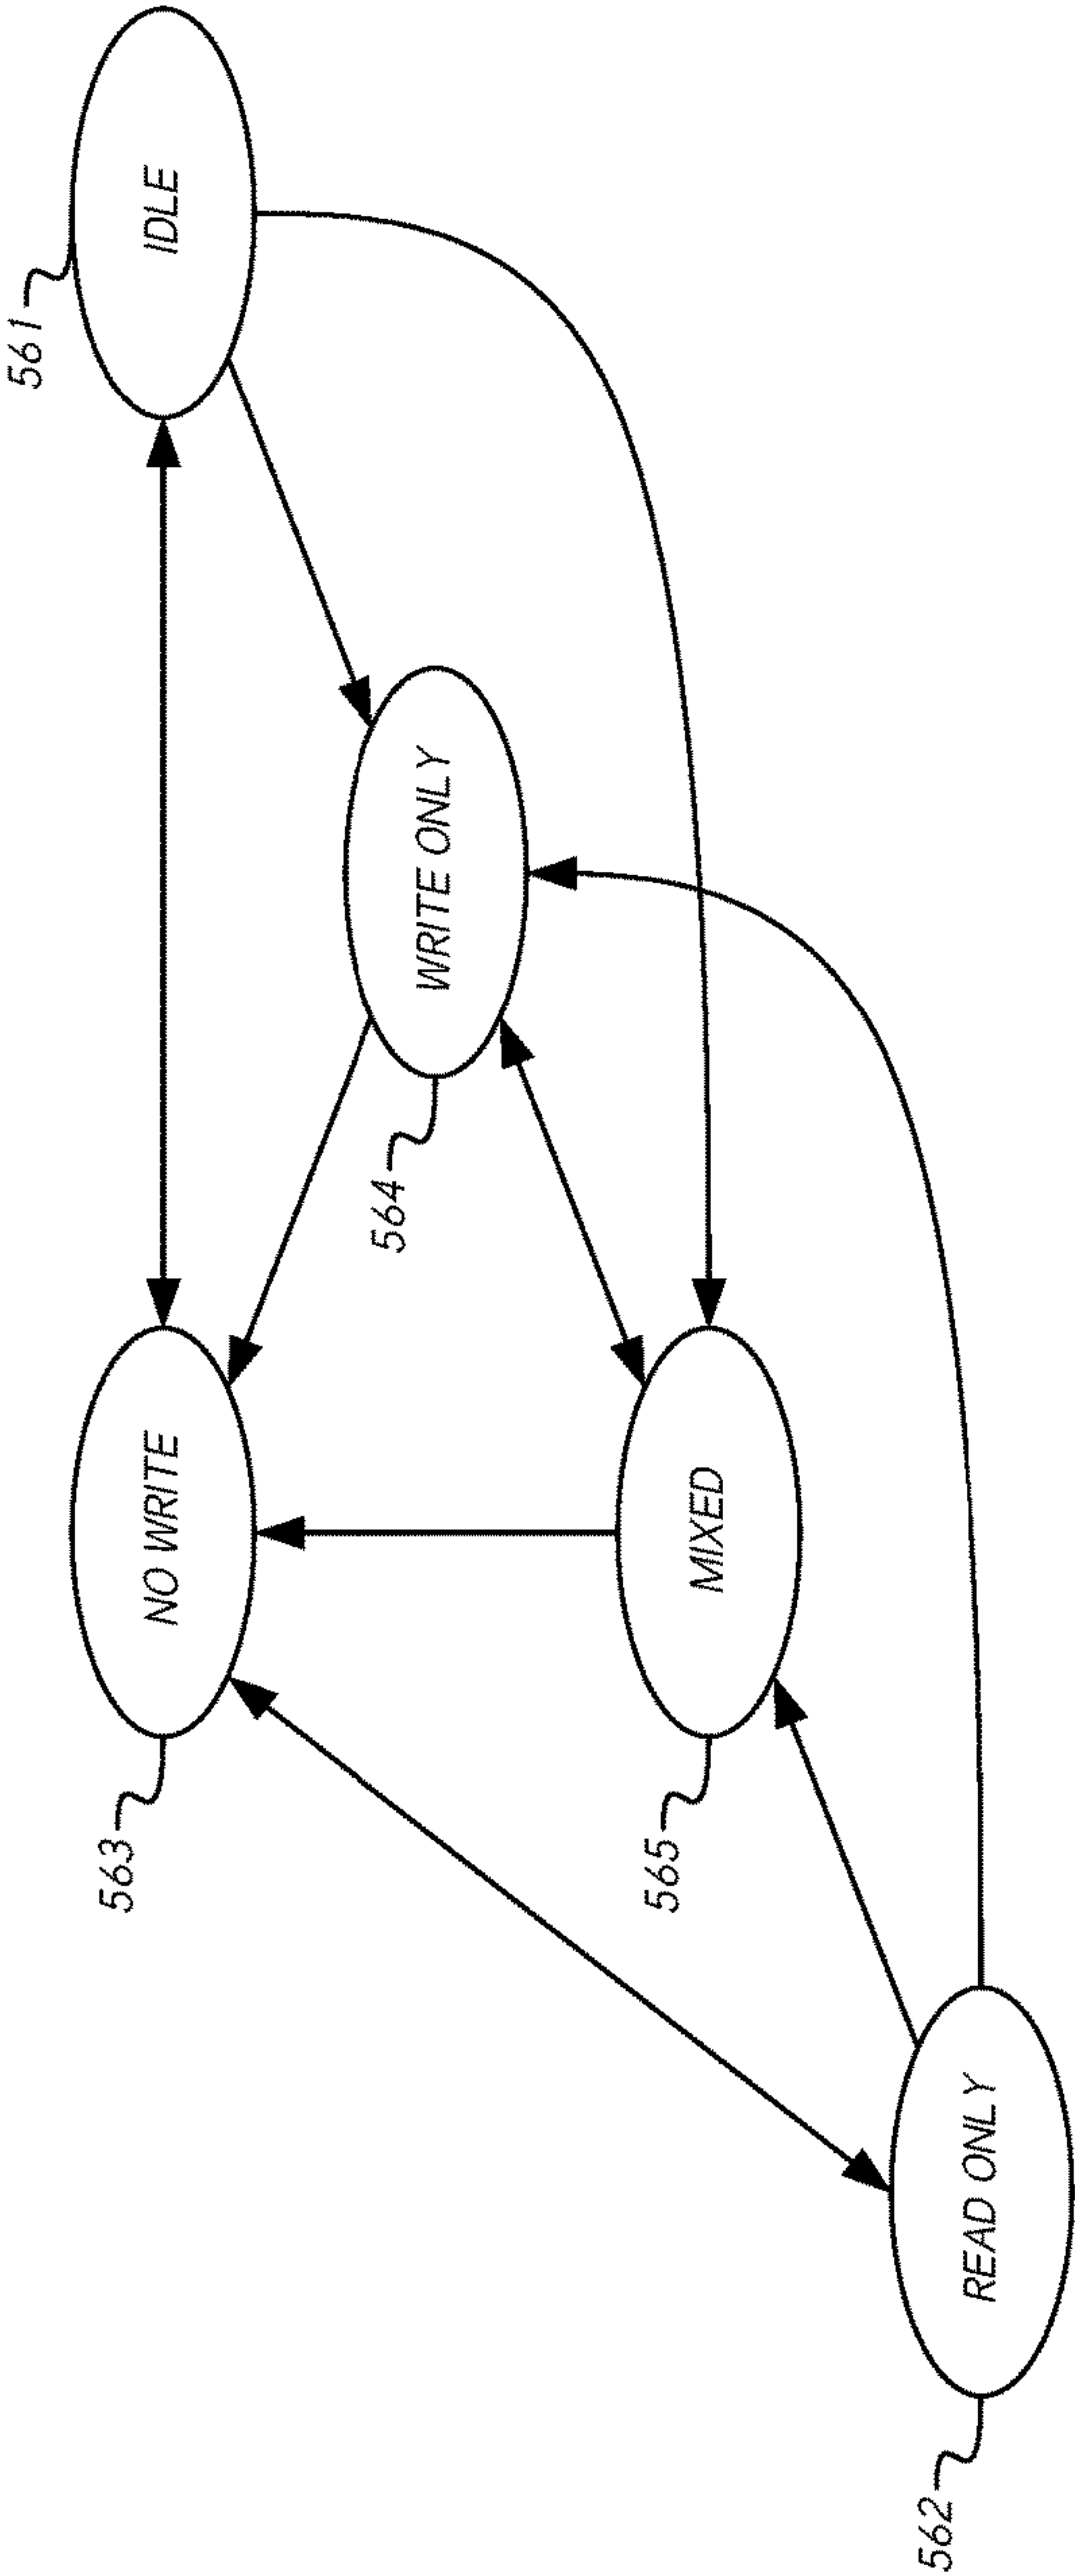 561
IDLE
563
NO WRITE
564
WRITE ONLY
565
MIXED
562
READ ONLY